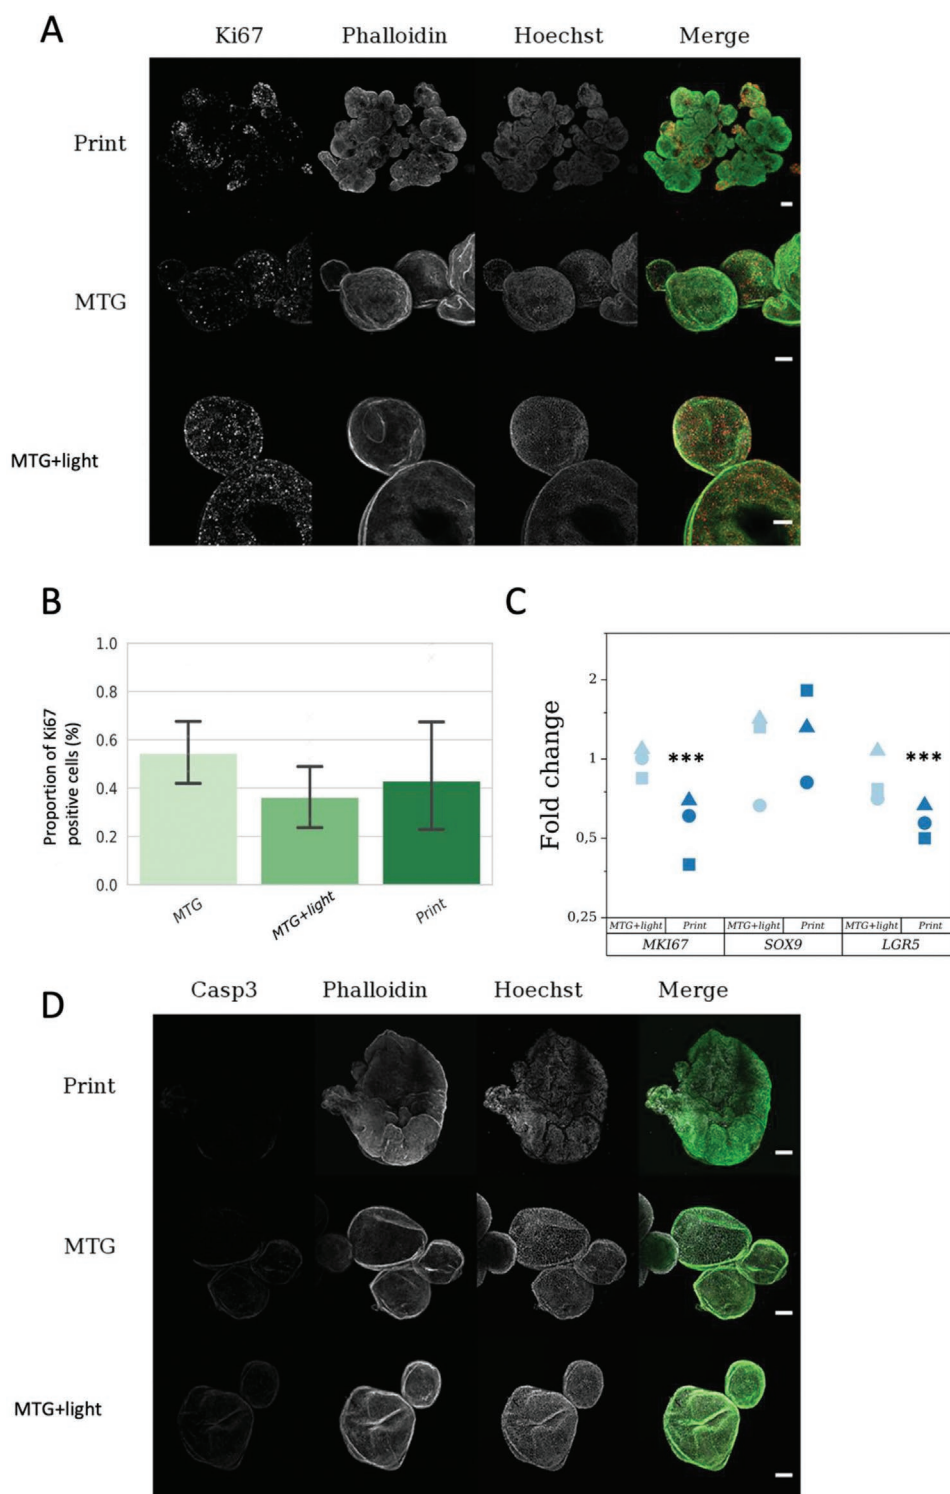 A
Ki67 Phalloidin Hoechst Merge
Print
MTG
MTG+light
B
C
Proportion of Ki67
positive cells (%)
1.0
0.8
0.6
0.4
0.2
0.0
MTG MTG+light Print
Fold change
2
1
0,5
0,25
*** ***
MTG+light Print MTG+light Print MTG+light Print
MKI67 SOX9 LGR5
D
Casp3 Phalloidin Hoechst Merge
Print
MTG
MTG+light